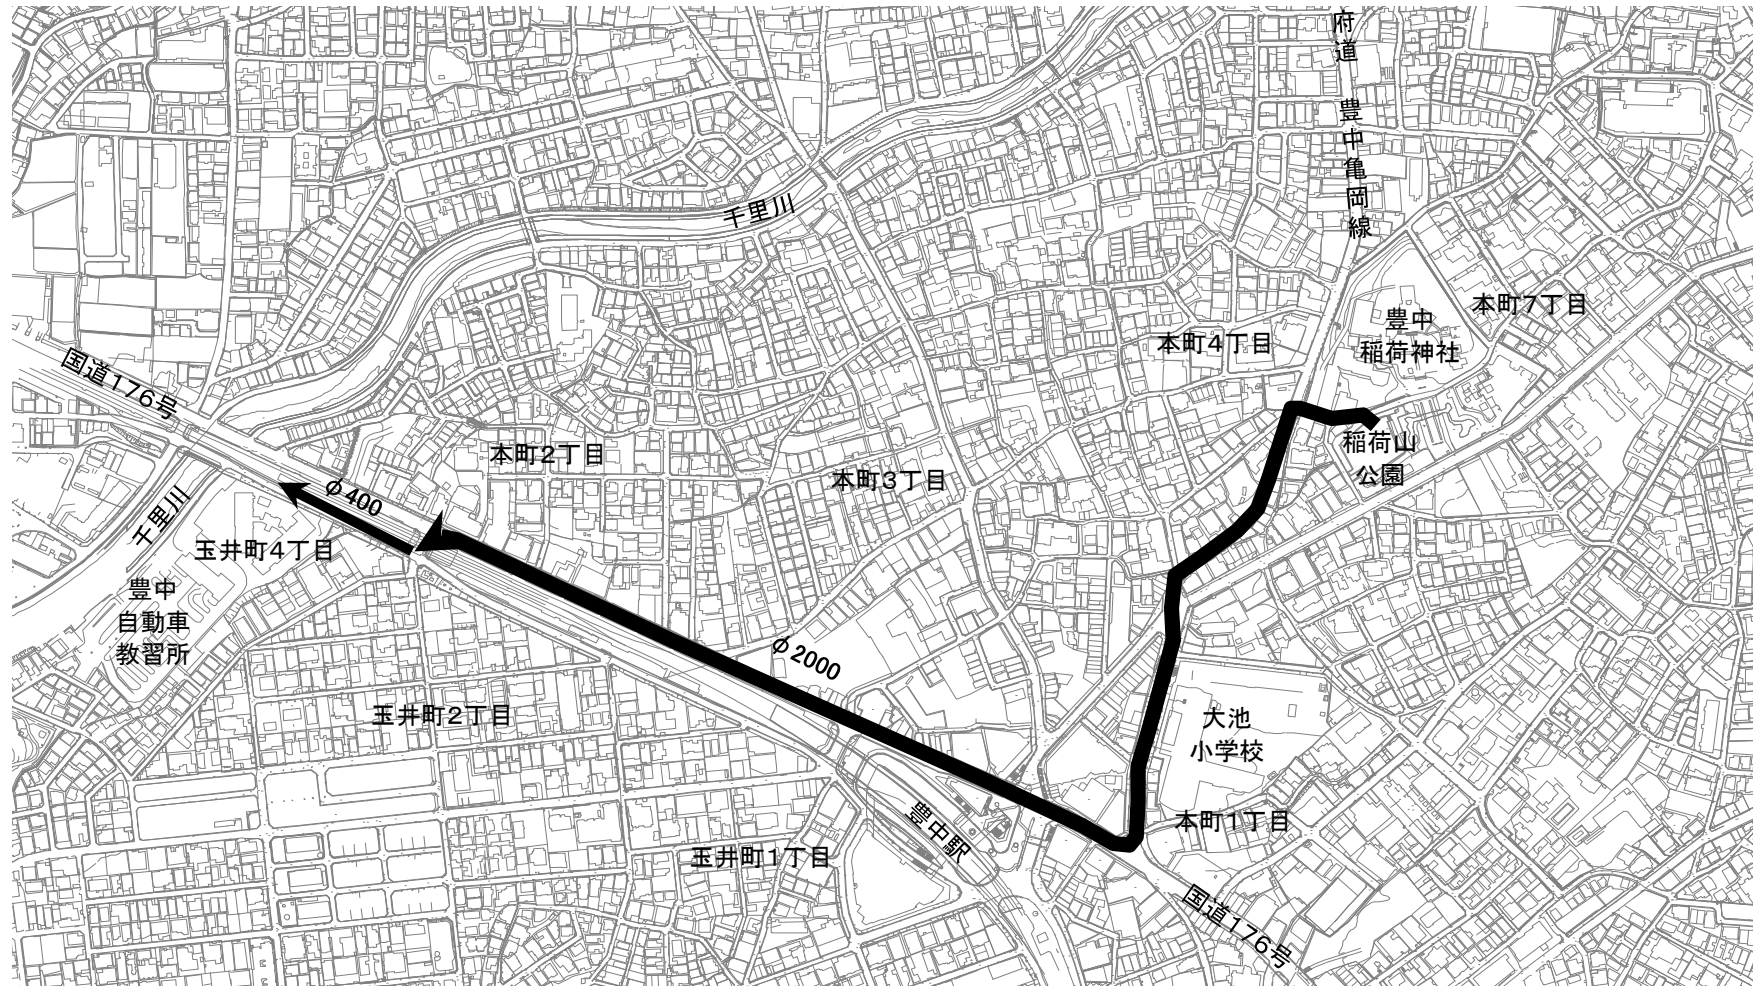 府道 豊中亀岡線
千里川
本町7丁目
豊中
稲荷神社
本町4丁目
国道176号
稲荷山
公園
本町2丁目
本町3丁目
φ400
千里川
玉井町4丁目
豊中
自動車
教習所
φ2000
玉井町2丁目
大池
小学校
本町1丁目
豊中駅
玉井町1丁目
国道176号